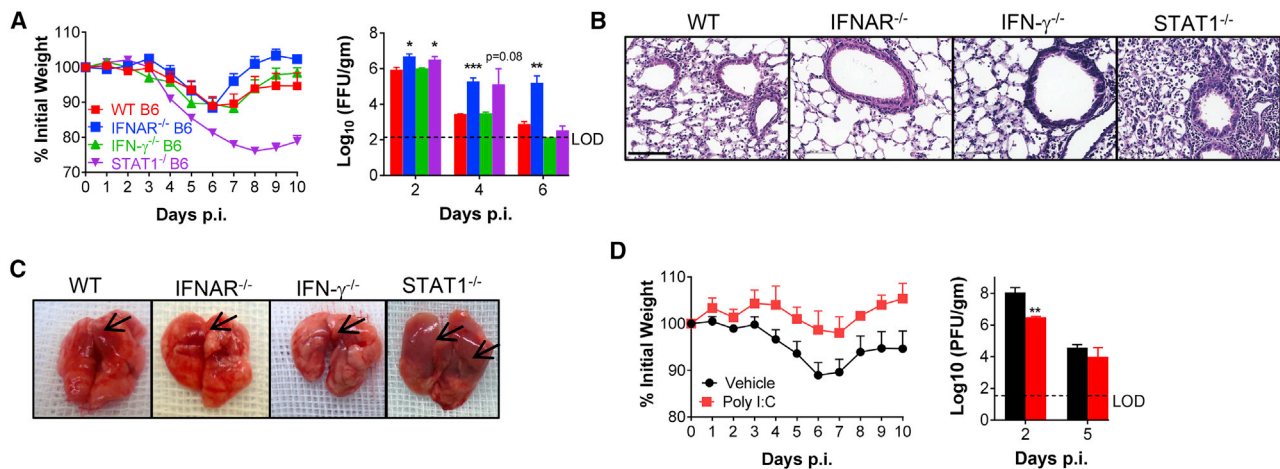 A
% Initial Weight
110
100
90
80
70
WT B6
IFNAR-/- B6
IFN-γ-/- B6
STAT1-/- B6
0 1 2 3 4 5 6 7 8 9 10
Days p.i.
Log10 (FFU/gm)
8
6
4
2
0
* * *** p=0.08 **
LOD
2 4 6
Days p.i.
B
WT IFNAR-/- IFN-γ-/- STAT1-/-
C
WT IFNAR-/- IFN-γ-/- STAT1-/-
D
% Initial Weight
110
100
90
80
Vehicle
Poly I:C
0 1 2 3 4 5 6 7 8 9 10
Days p.i.
Log10 (PFU/gm)
8
6
4
2
0
**
LOD
2 5
Days p.i.